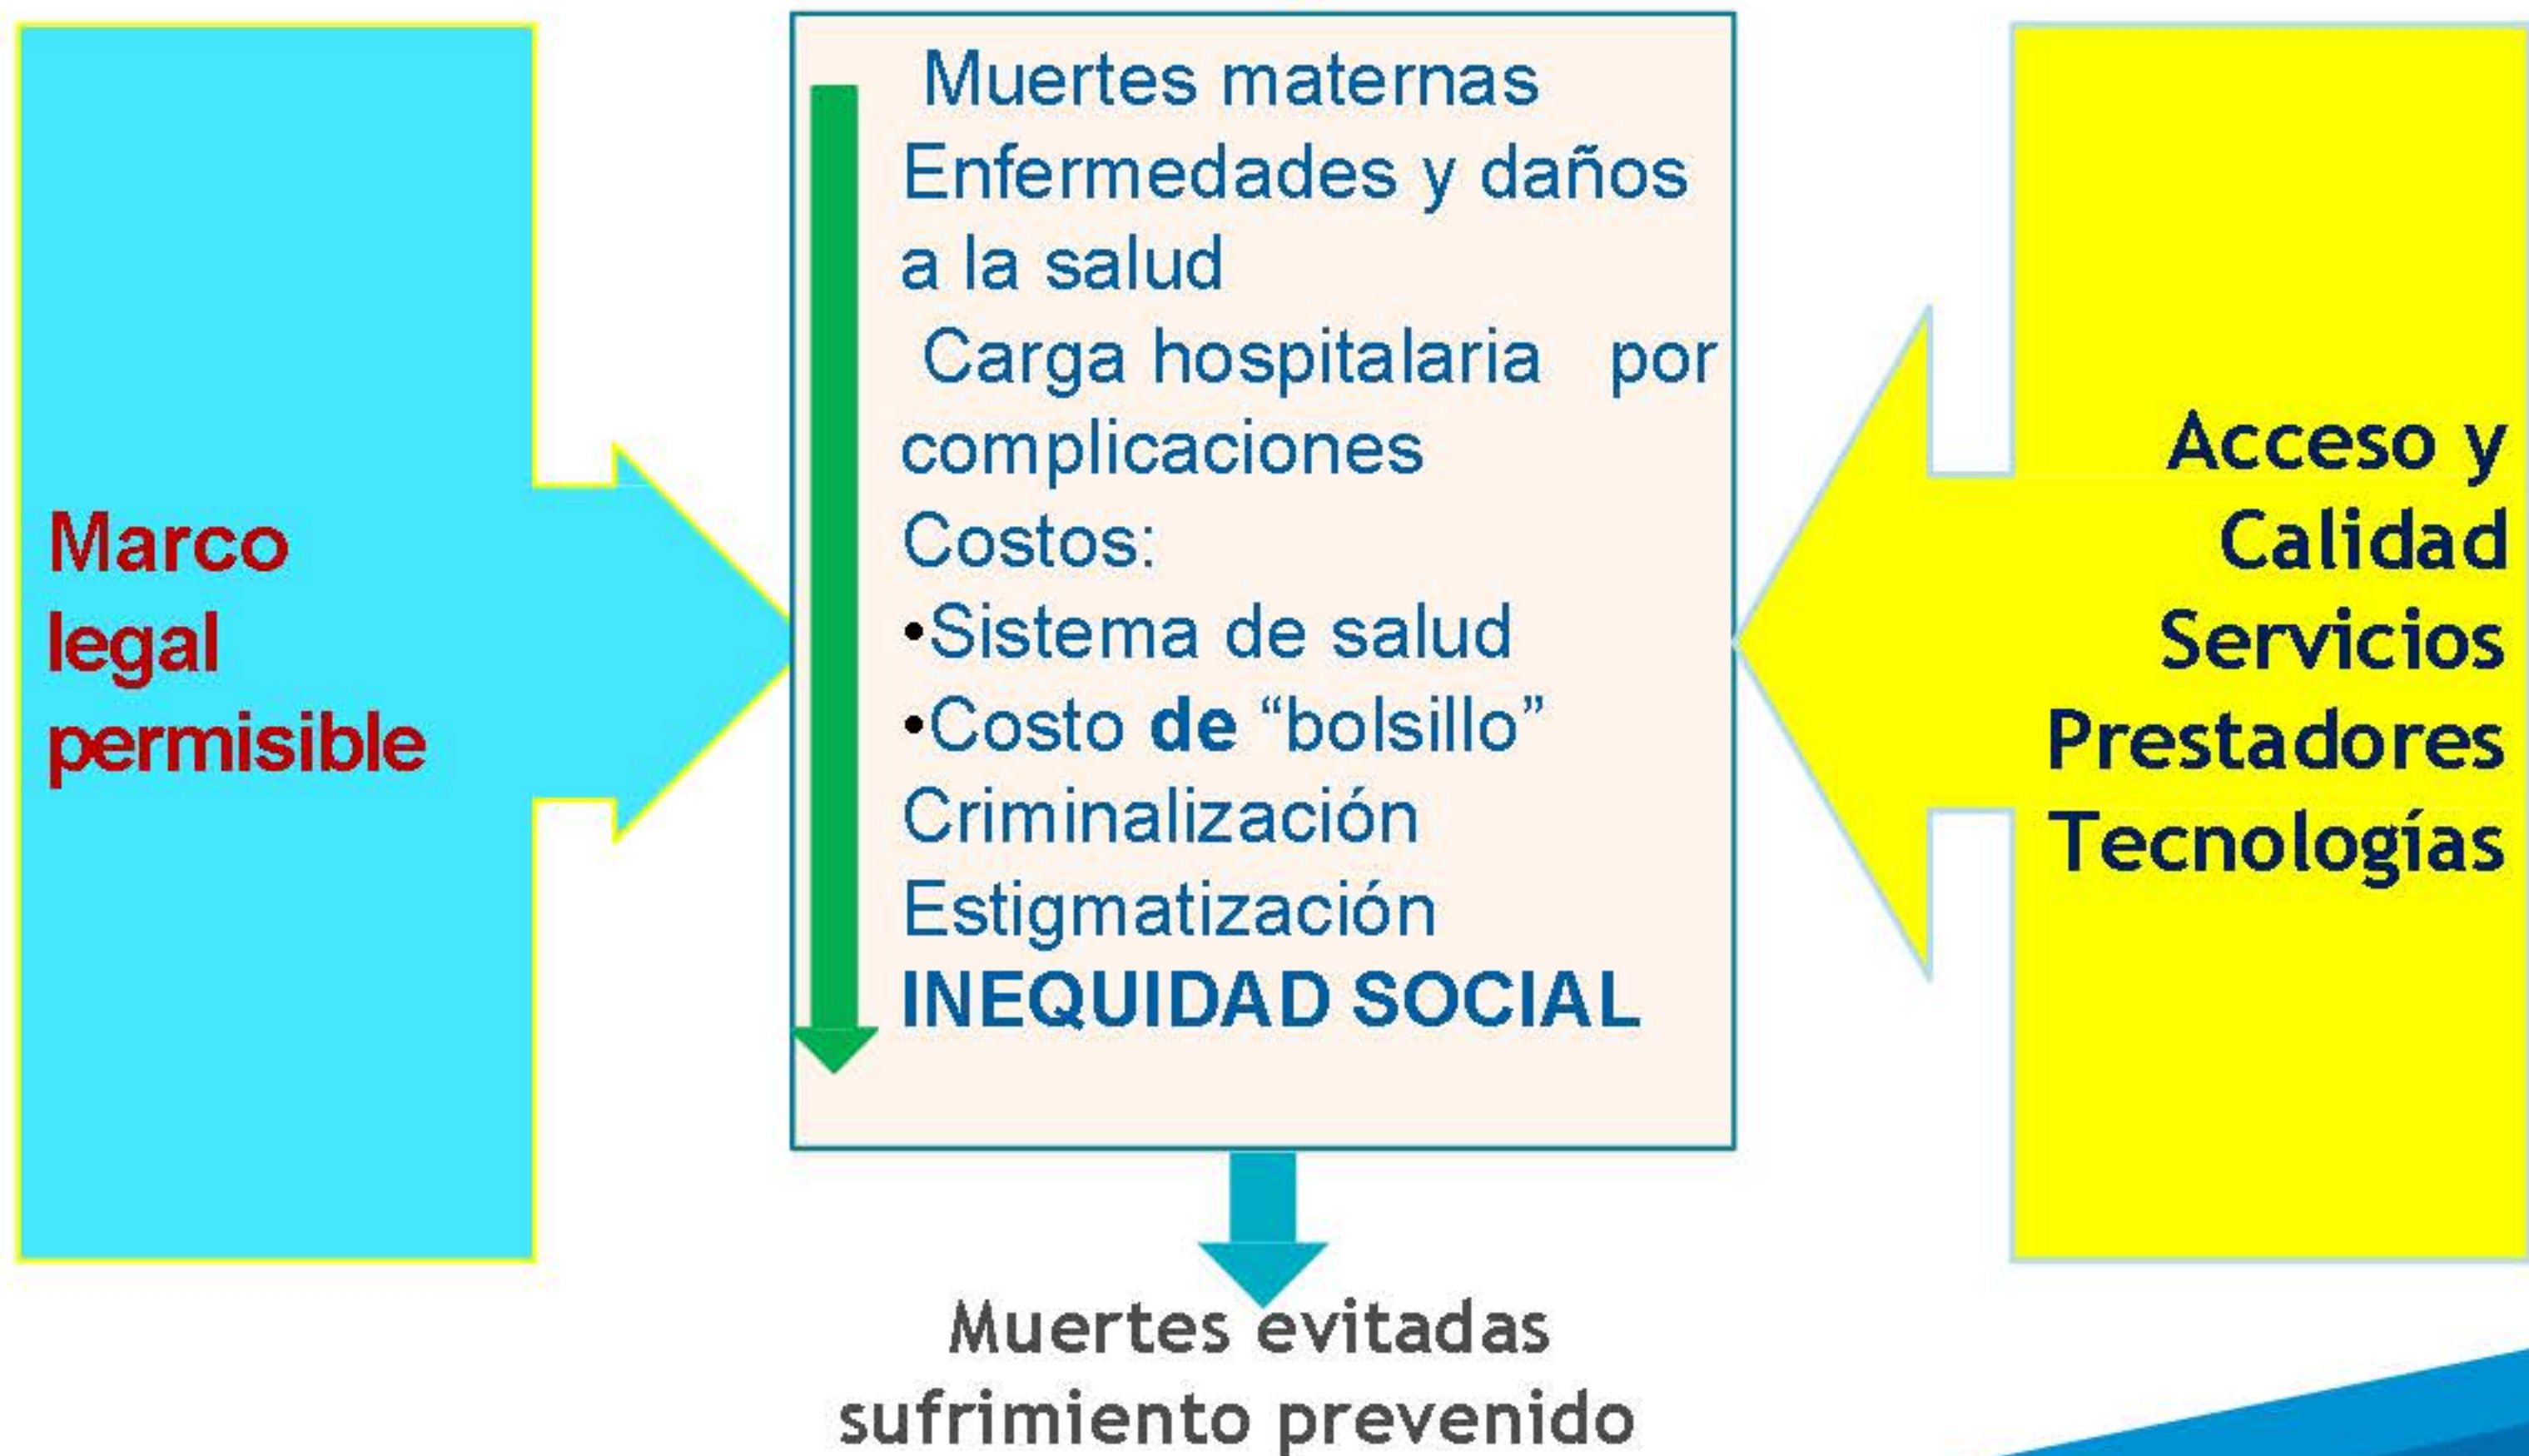 Marco
legal
permisible
Muertes maternas
Enfermedades y daños
a la salud
Carga hospitalaria por
complicaciones
Costos:
•Sistema de salud
•Costo de “bolsillo”
Criminalización
Estigmatización
INEQUIDAD SOCIAL
Acceso y
Calidad
Servicios
Prestadores
Tecnologías
Muertes evitadas
sufrimiento prevenido